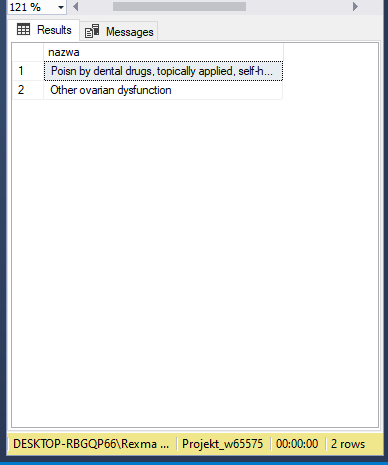 121 %
Results Messages
nazwa
1 Poisn by dental drugs, topically applied, self-h...
2 Other ovarian dysfunction
DESKTOP-RBGQP66\Rexma ... Projekt_w65575 00:00:00 2 rows